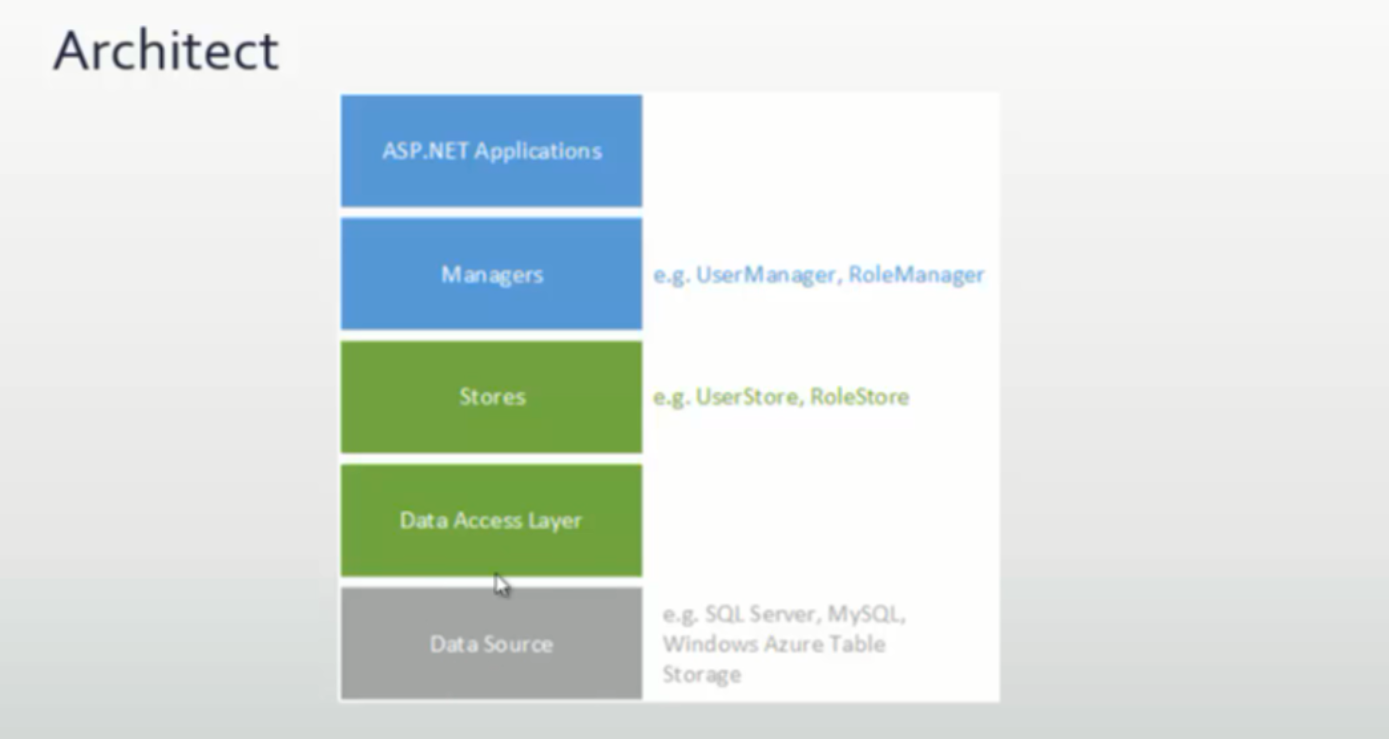 Architect
ASP.NET Applications
Managers
e.g. UserManager, RoleManager
Stores
e.g. UserStore, RoleStore
Data Access Layer
Data Source
e.g. SQL Server, MySQL,
Windows Azure Table
Storage